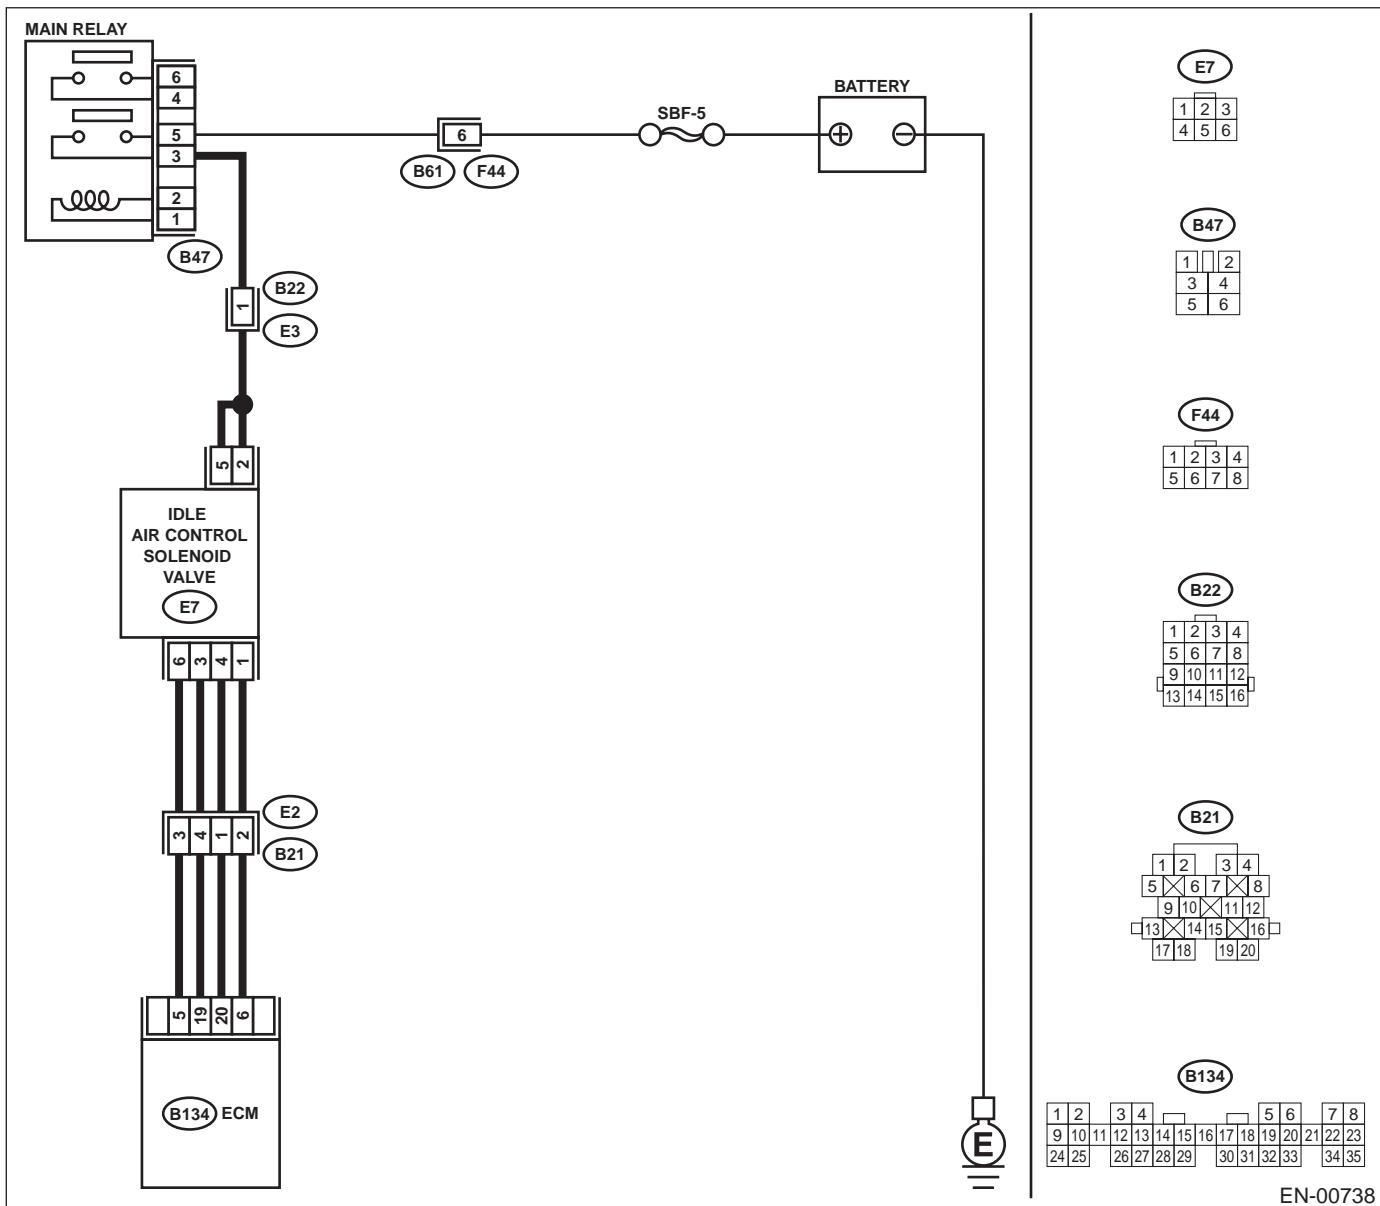 MAIN RELAY
6
4
5
3
2
1
B47
6
B61 F44
SBF-5
BATTERY
B22
1
E3
5 2
IDLE
AIR CONTROL
SOLENOID
VALVE
E7
6 3 4 1
E2
3 4 1 2
B21
5 19 20 6
B134 ECM
E
E7
1 2 3
4 5 6
B47
1 2
3 4
5 6
F44
1 2 3 4
5 6 7 8
B22
1 2 3 4
5 6 7 8
9 10 11 12
13 14 15 16
B21
1 2 3 4
5 6 7 8
9 10 11 12
13 14 15 16
17 18 19 20
B134
1 2 3 4 5 6 7 8
9 10 11 12 13 14 15 16 17 18 19 20 21 22 23
24 25 26 27 28 29 30 31 32 33 34 35
EN-00738